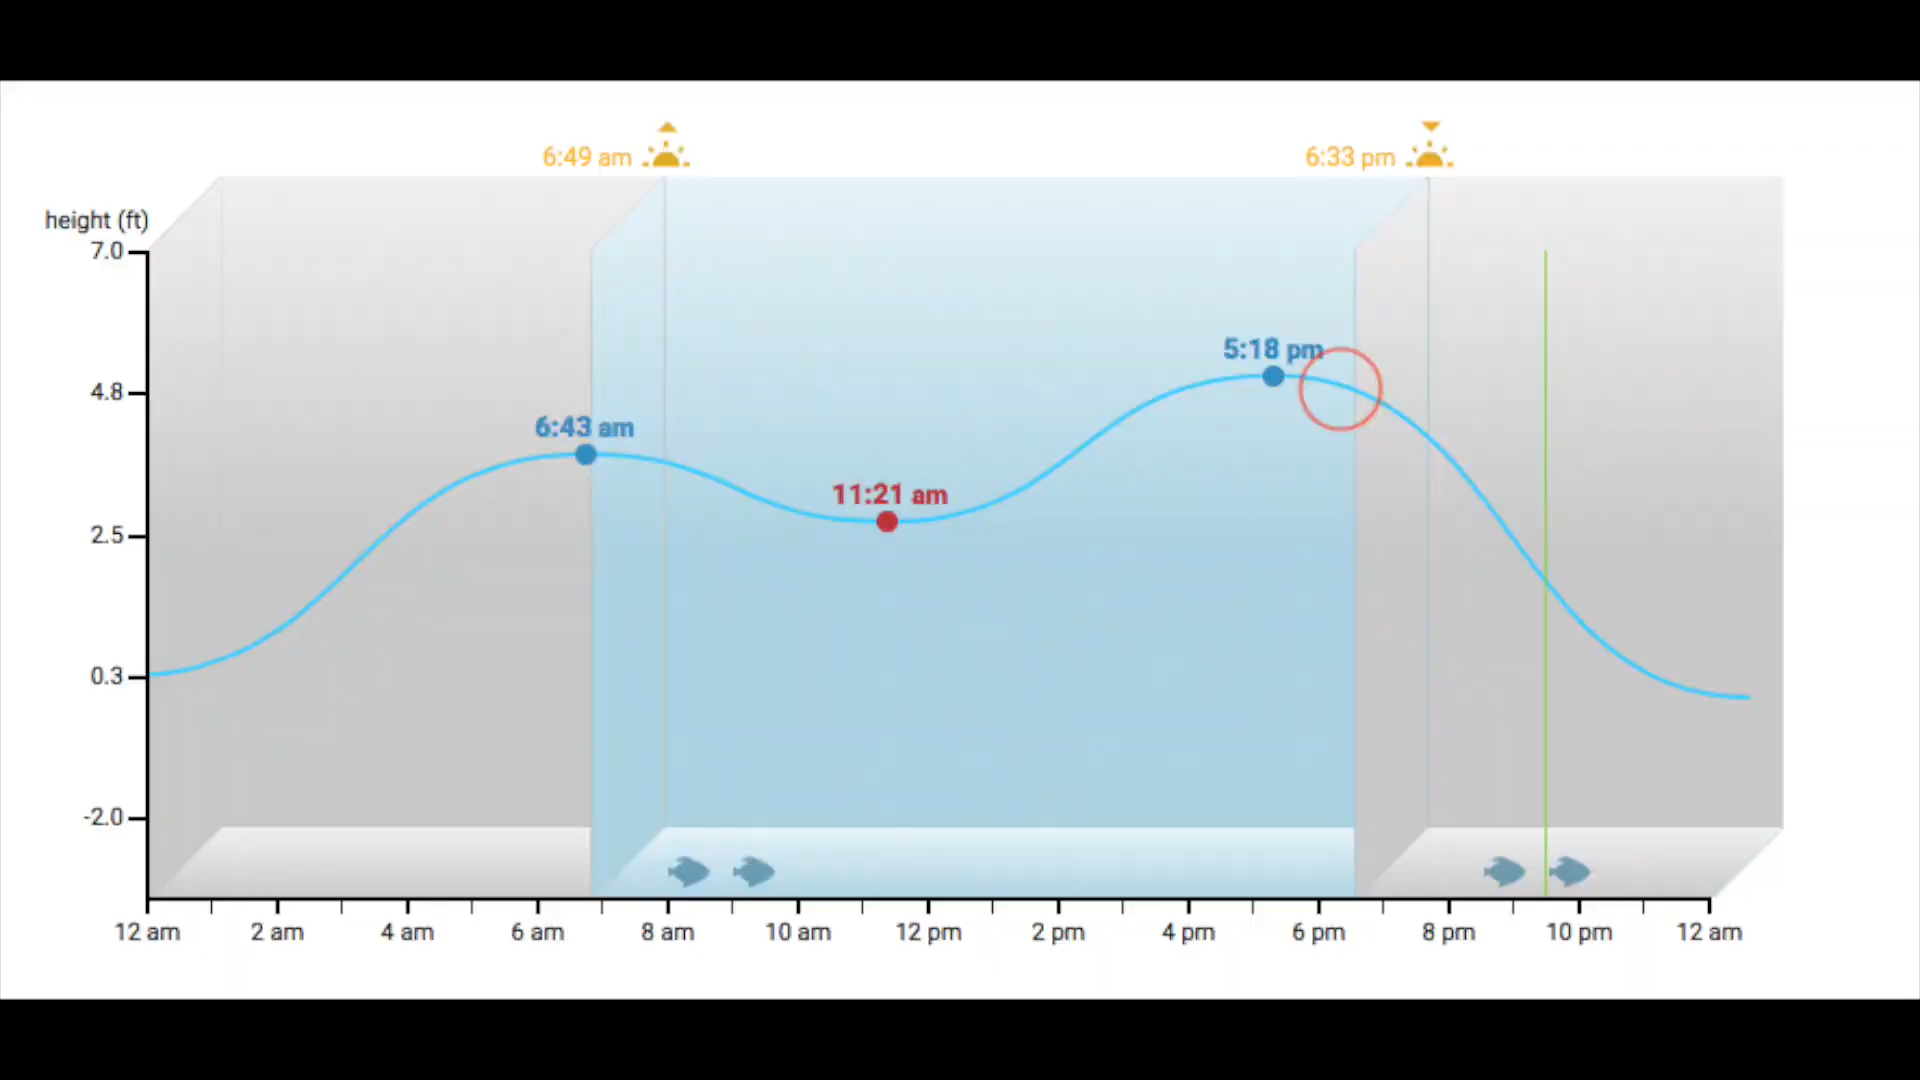 6:49 am
6:33 pm
height (ft)
7.0
5:18 pm
4.8
6:43 am
11:21 am
2.5
0.3
-2.0
12 am 2 am 4 am 6 am 8 am 10 am 12 pm 2 pm 4 pm 6 pm 8 pm 10 pm 12 am